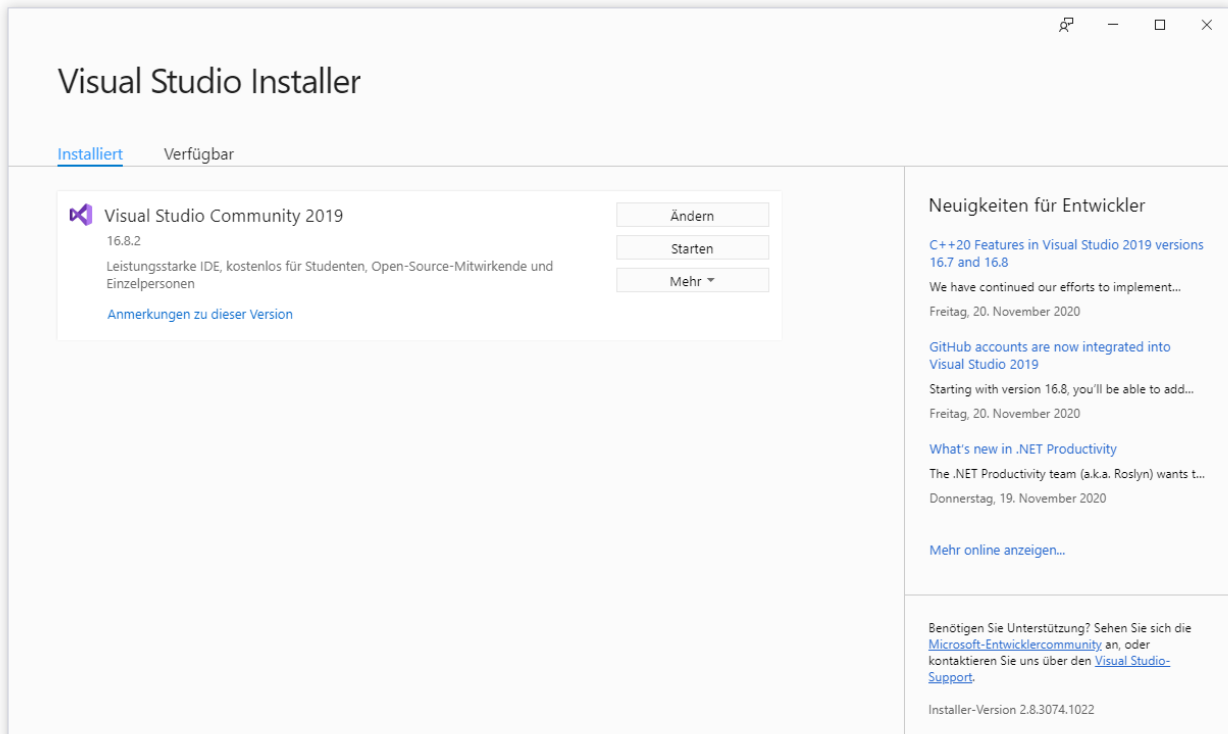 Visual Studio Installer
Installiert
Verfügbar
Visual Studio Community 2019
16.8.2
Leistungsstarke IDE, kostenlos für Studenten, Open-Source-Mitwirkende und
Einzelpersonen
Anmerkungen zu dieser Version
Ändern
Starten
Mehr
Neuigkeiten für Entwickler
C++20 Features in Visual Studio 2019 versions
16.7 and 16.8
We have continued our efforts to implement...
Freitag, 20. November 2020
GitHub accounts are now integrated into
Visual Studio 2019
Starting with version 16.8, you'll be able to add...
Freitag, 20. November 2020
What's new in .NET Productivity
The .NET Productivity team (a.k.a. Roslyn) wants t...
Donnerstag, 19. November 2020
Mehr online anzeigen...
Benötigen Sie Unterstützung? Sehen Sie sich die
Microsoft-Entwicklercommunity an, oder
kontaktieren Sie uns über den Visual Studio-
Support.
Installer-Version 2.8.3074.1022